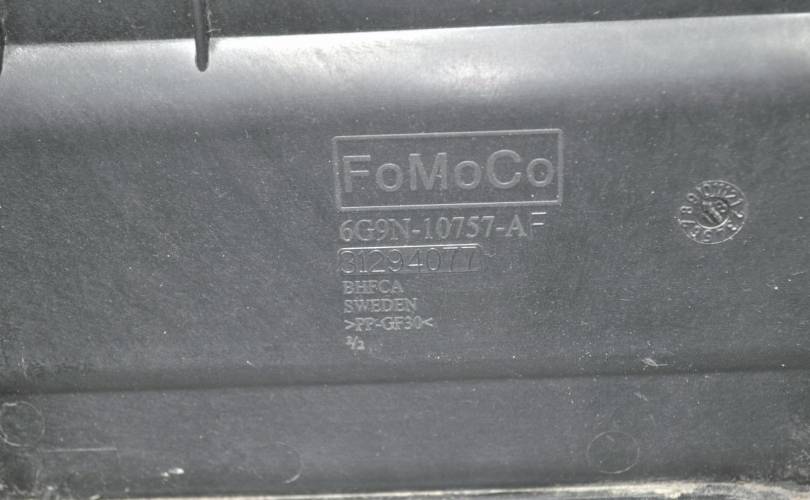 FoMoCo
6G9N-10757-AF
31294077
BHFCA
SWEDEN
>PP-GF30<